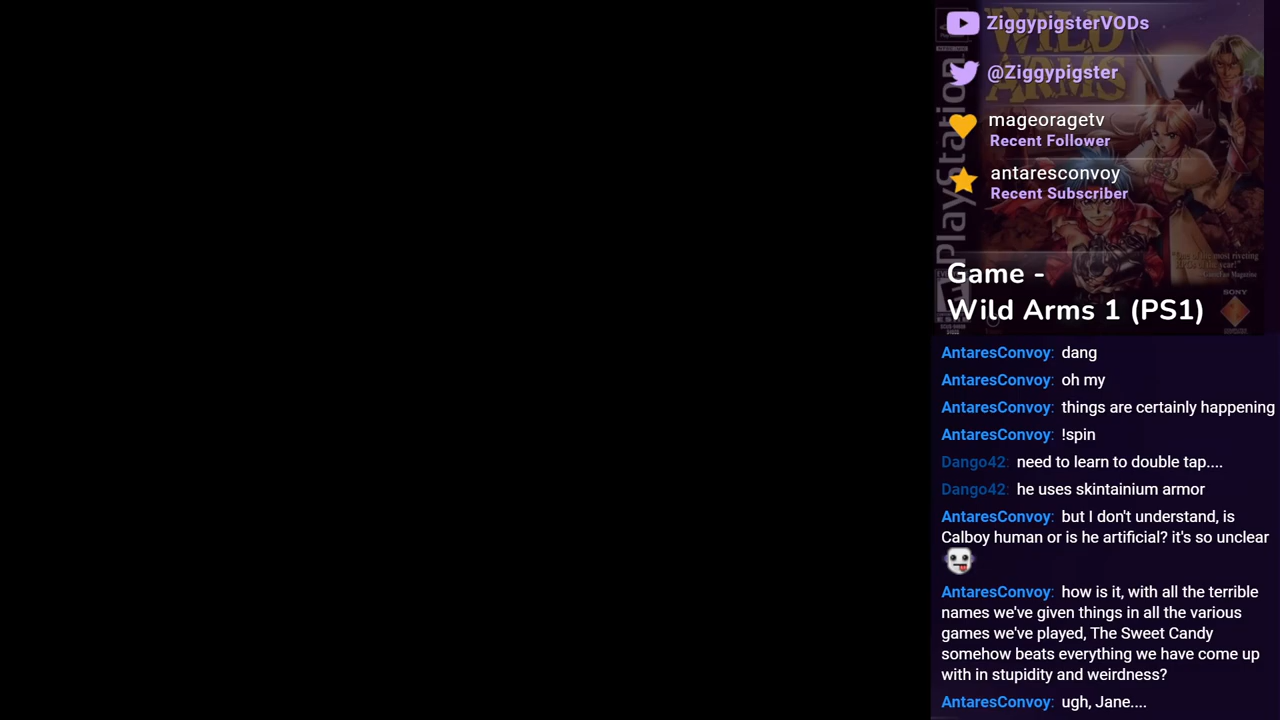 ZiggypigsterVODs
@Ziggypigster
mageoragetv
Recent Follower
antaresconvoy
Recent Subscriber
WILD
ARMS
PlayStation
Game -
Wild Arms 1 (PS1)
SONY
AntaresConvoy: dang
AntaresConvoy: oh my
AntaresConvoy: things are certainly happening
AntaresConvoy: !spin
Dango42: need to learn to double tap....
Dango42: he uses skintainium armor
AntaresConvoy: but I don't understand, is
Calboy human or is he artificial? it's so unclear
AntaresConvoy: how is it, with all the terrible
names we've given things in all the various
games we've played, The Sweet Candy
somehow beats everything we have come up
with in stupidity and weirdness?
AntaresConvoy: ugh, Jane....